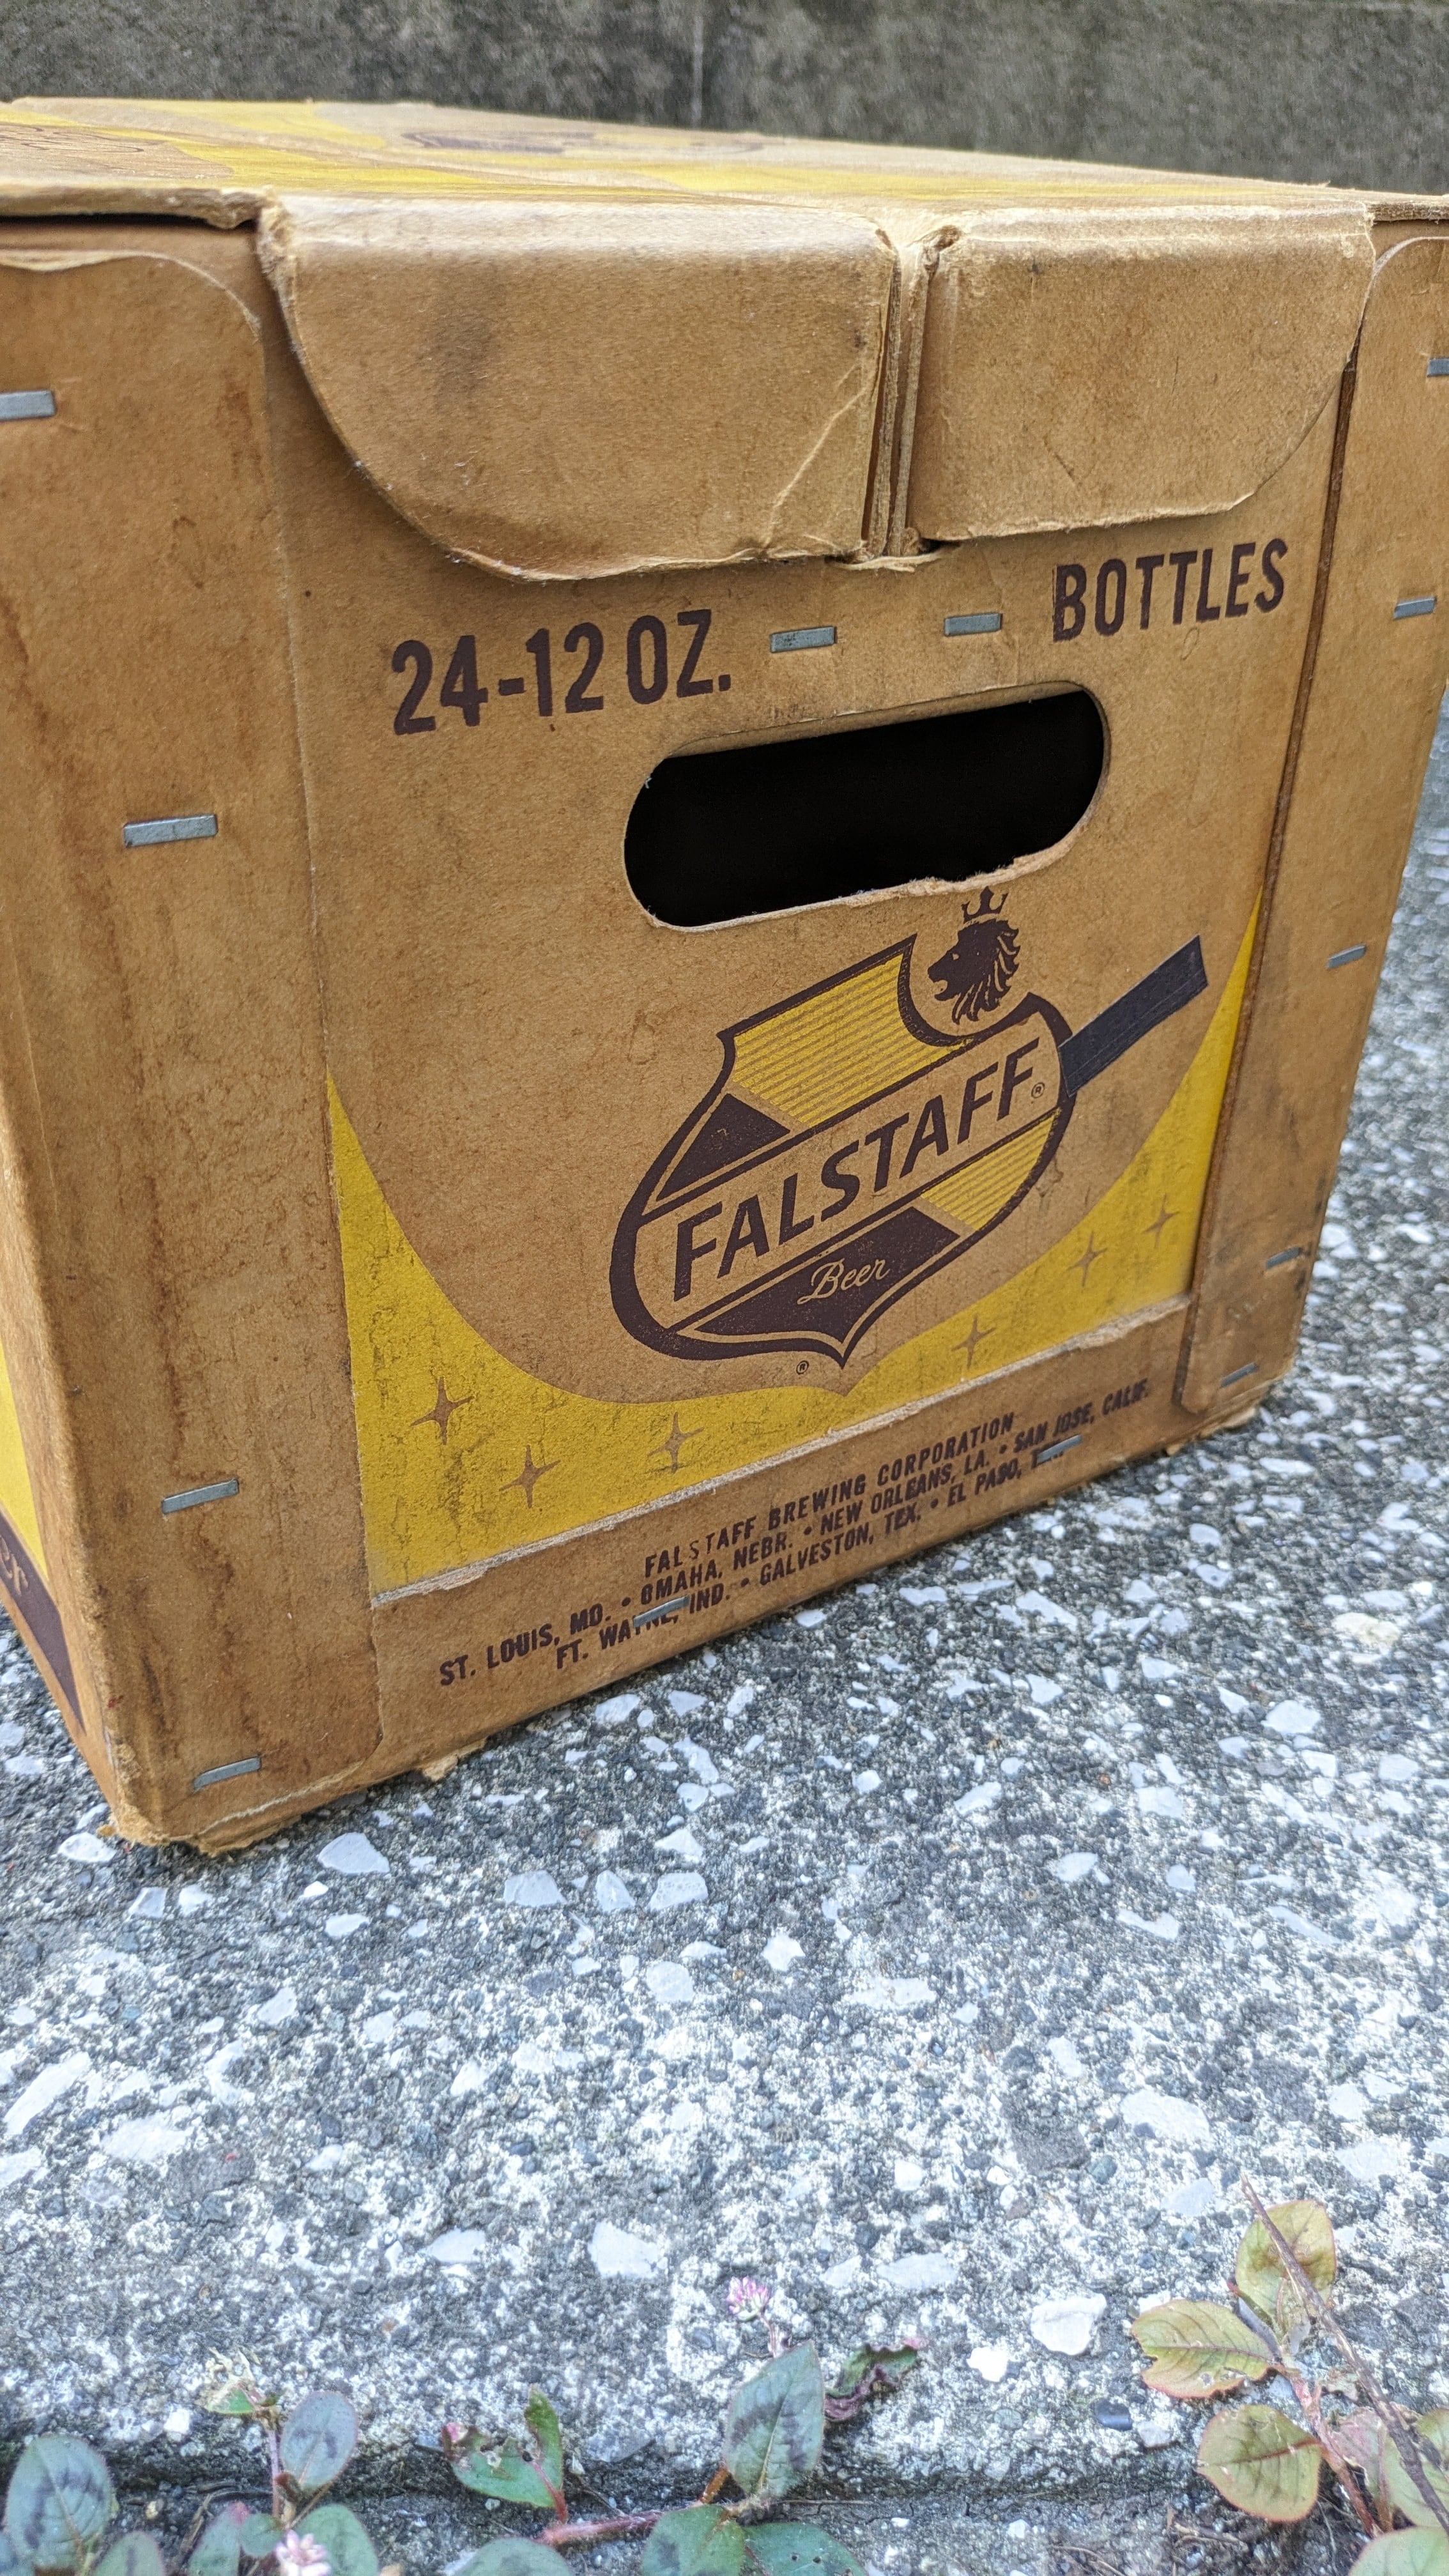 24-12 OZ. BOTTLES
FALSTAFF®
Beer
®
FALSTAFF BREWING CORPORATION
ST. LOUIS, MO. • OMAHA, NEBR. • NEW ORLEANS, LA. • SAN JOSE, CALIF.
FT. WAYNE, IND. • GALVESTON, TEX. • EL PASO,
er